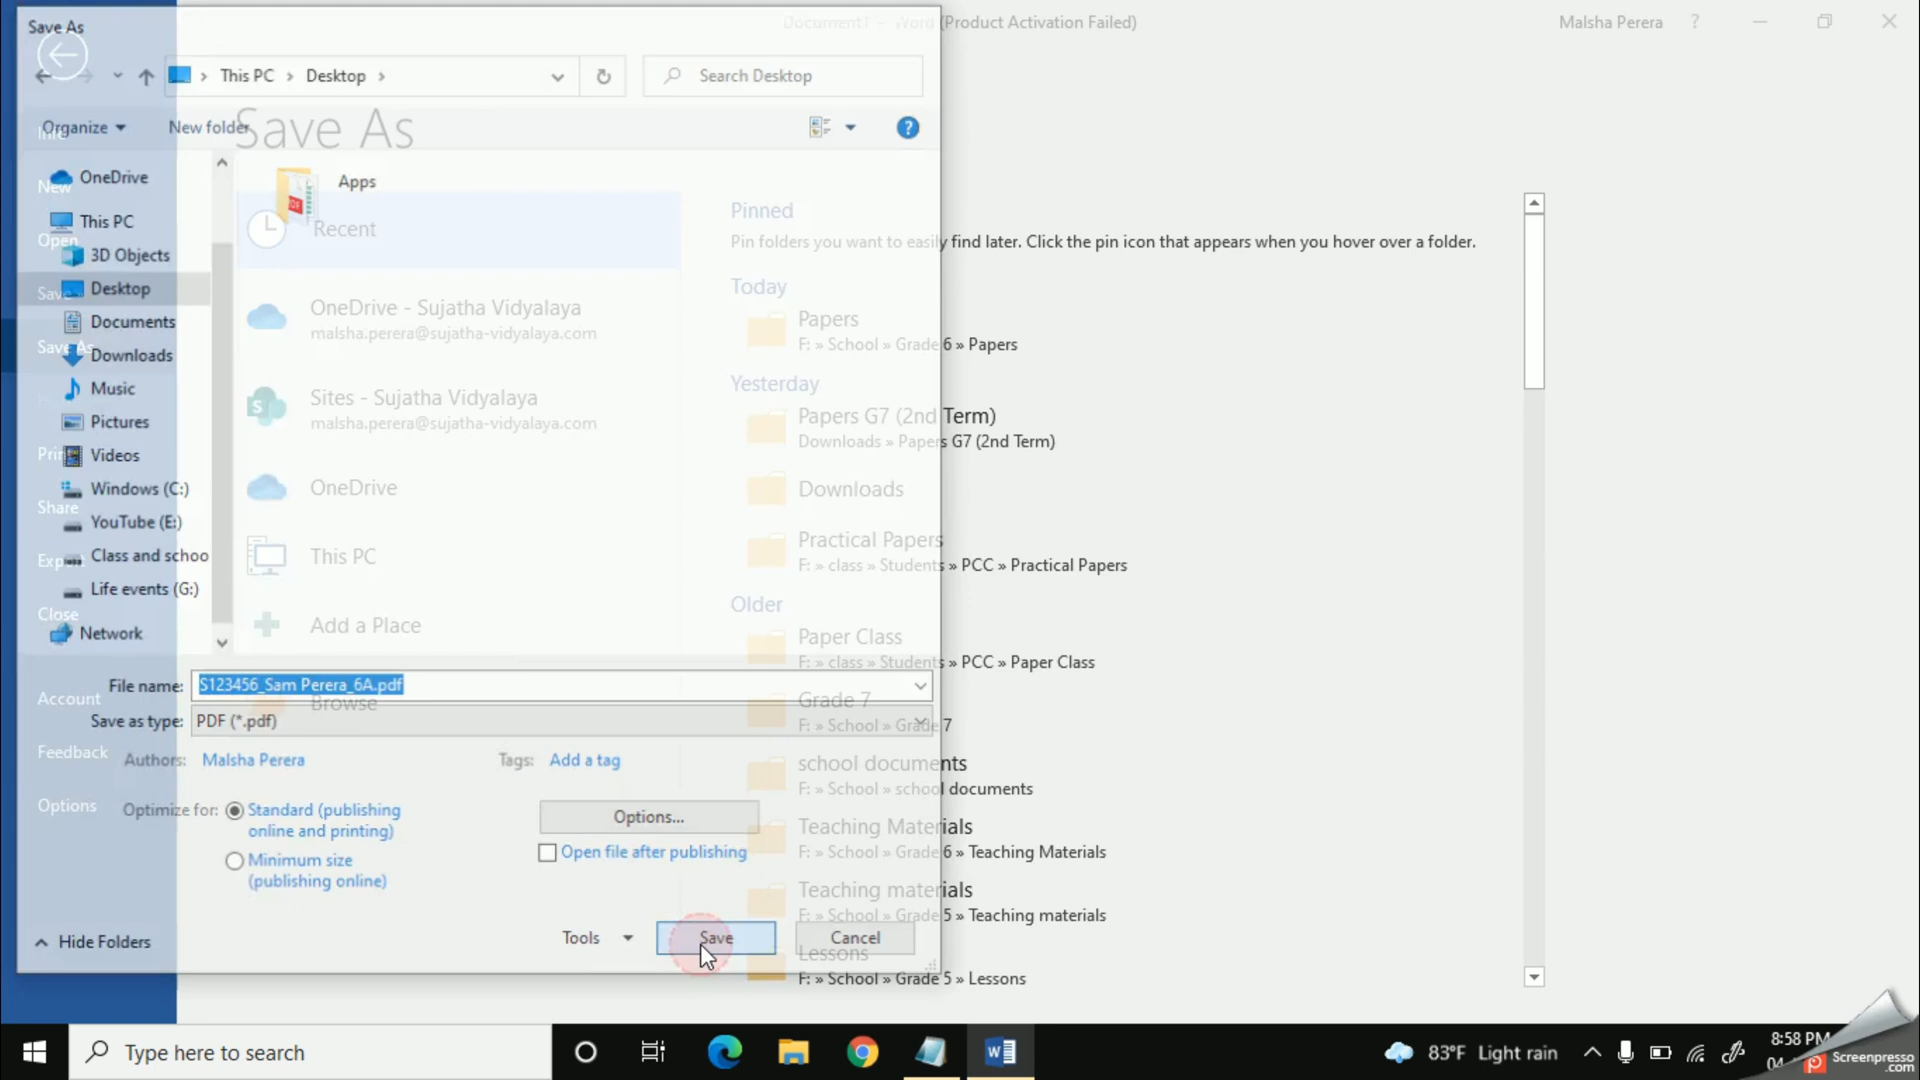 Save As
Document1 - Word (Product Activation Failed)
Malsha Perera
?
This PC > Desktop >
Search Desktop
Organize
New folder
Save As
?
Info
New
Open
Save
Save As
Print
Share
Export
Close
Account
Feedback
Options
OneDrive
This PC
3D Objects
Desktop
Documents
Downloads
Music
Pictures
Videos
Windows (C:)
YouTube (E:)
Class and schoo
Life events (G:)
Network
Apps
Recent
OneDrive - Sujatha Vidyalaya
malsha.perera@sujatha-vidyalaya.com
Sites - Sujatha Vidyalaya
malsha.perera@sujatha-vidyalaya.com
OneDrive
This PC
Add a Place
Browse
Pinned
Pin folders you want to easily find later. Click the pin icon that appears when you hover over a folder.
Today
Papers
F: » School » Grade 6 » Papers
Yesterday
Papers G7 (2nd Term)
Downloads » Papers G7 (2nd Term)
Downloads
Practical Papers
F: » class » Students » PCC » Practical Papers
Older
Paper Class
F: » class » Students » PCC » Paper Class
Grade 7
F: » School » Grade 7
school documents
F: » School » school documents
Teaching Materials
F: » School » Grade 6 » Teaching Materials
Teaching materials
F: » School » Grade 5 » Teaching materials
Lessons
F: » School » Grade 5 » Lessons
File name: S123456_Sam Perera_6A.pdf
Save as type: PDF (*.pdf)
Authors: Malsha Perera
Tags: Add a tag
Optimize for: Standard (publishing
online and printing)
Minimum size
(publishing online)
Options...
Open file after publishing
Hide Folders
Tools
Save
Cancel
Type here to search
83°F Light rain
8:58 PM
04
Screenpresso
.com